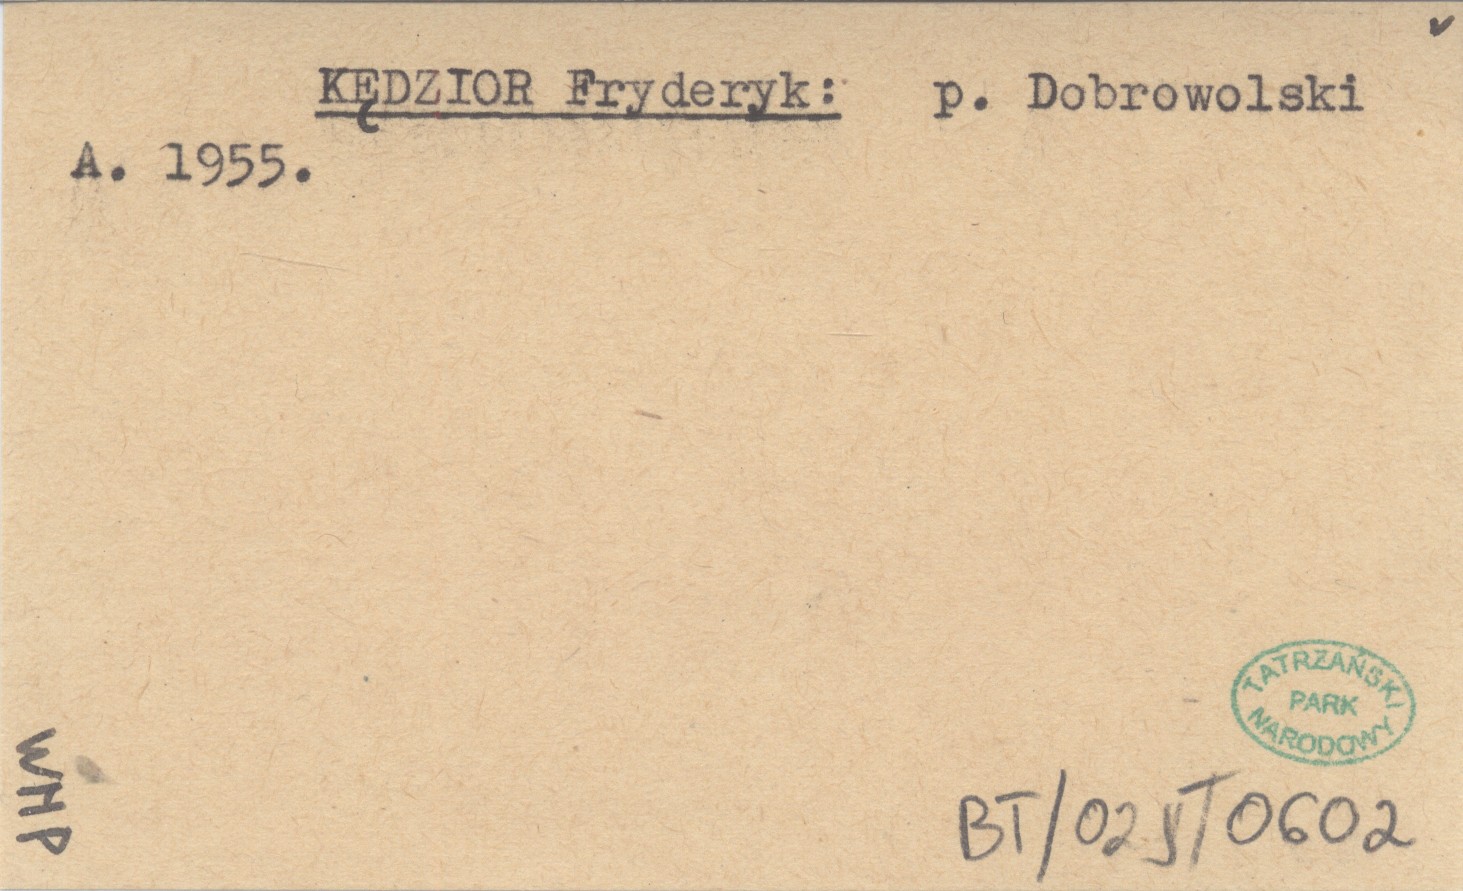 KĘDZIOR Fryderyk: p. Dobrowolski
A. 1955.
TATRZAŃSKI
PARK
NARODOWY
WHP
BT/02 0602